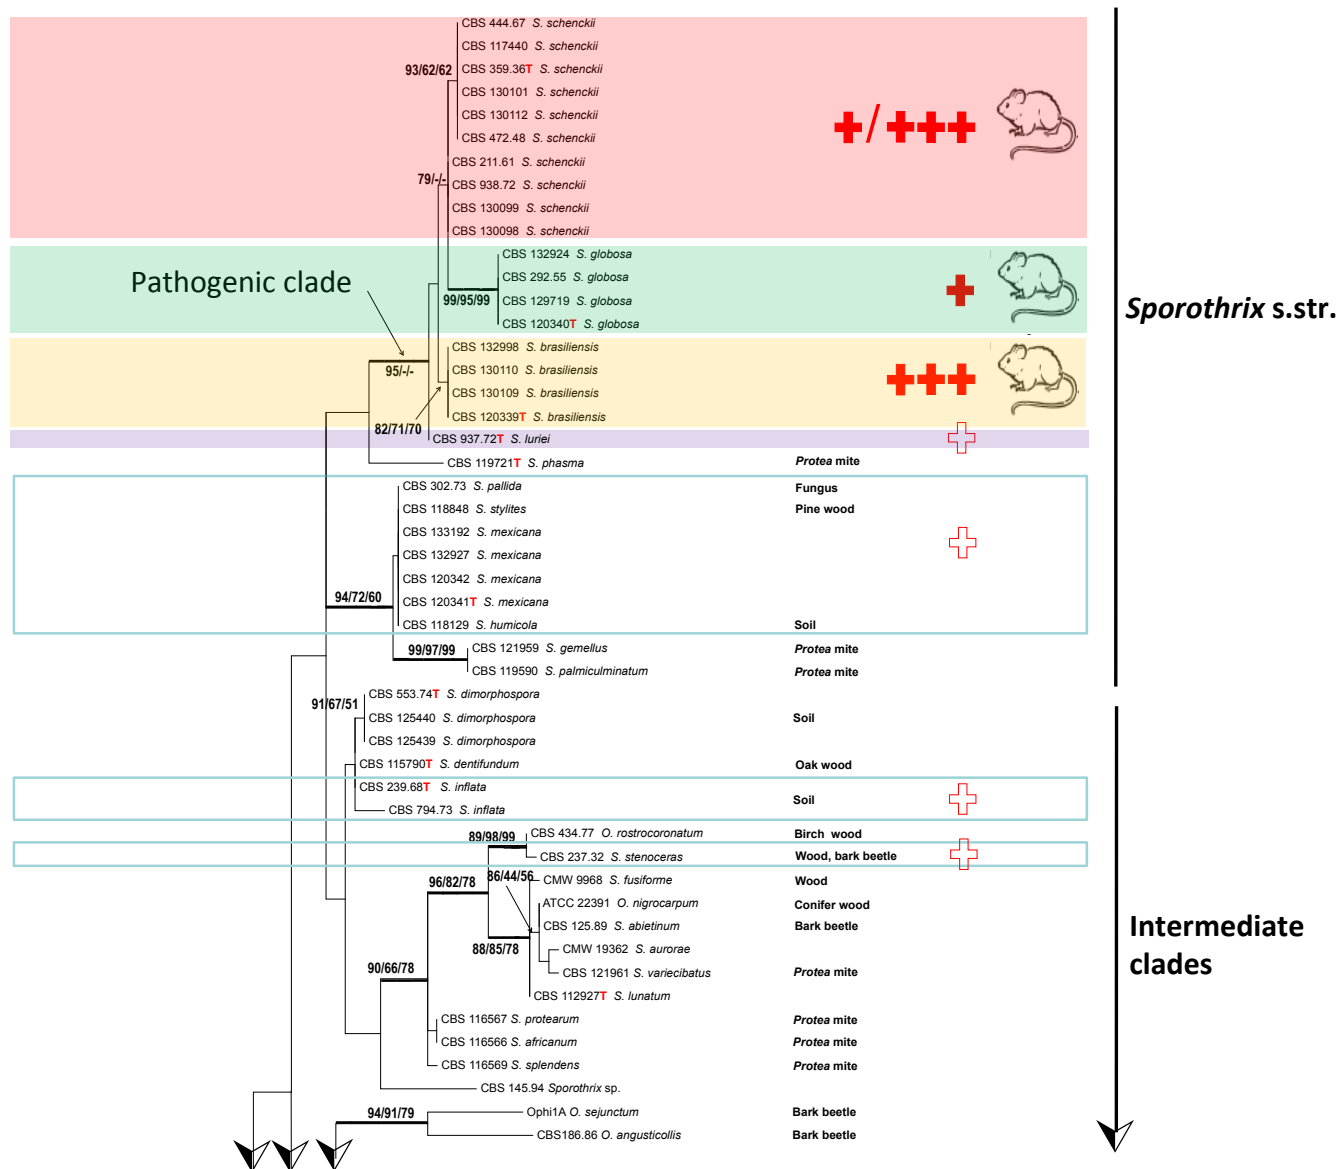 CBS 444.67 S. schenckii
CBS 117440 S. schenckii
93/62/62 CBS 359.36T S. schenckii
CBS 130101 S. schenckii
+/+++
CBS 130112 S. schenckii
CBS 472.48 S. schenckii
CBS 211.61 S. schenckii
79/-/- CBS 938.72 S. schenckii
CBS 130099 S. schenckii
CBS 130098 S. schenckii
CBS 132924 S. globosa
Pathogenic clade
CBS 292.55 S. globosa
+
99/95/99 CBS 129719 S. globosa
Sporothrix s.str.
CBS 120340T S. globosa
CBS 132998 S. brasiliensis
95/-/- CBS 130110 S. brasiliensis
+++
CBS 130109 S. brasiliensis
CBS 120339T S. brasiliensis
82/71/70
CBS 937.72T S. luriei
CBS 119721T S. phasma Protea mite
CBS 302.73 S. pallida Fungus
CBS 118848 S. stylites Pine wood
CBS 133192 S. mexicana
CBS 132927 S. mexicana
CBS 120342 S. mexicana
94/72/60 CBS 120341T S. mexicana
CBS 118129 S. humicola Soil
99/97/99 CBS 121959 S. gemellus Protea mite
CBS 119590 S. palmiculminatum Protea mite
91/67/51 CBS 553.74T S. dimorphospora
CBS 125440 S. dimorphospora Soil
CBS 125439 S. dimorphospora
CBS 115790T S. dentifundum Oak wood
CBS 239.68T S. inflata
Soil
CBS 794.73 S. inflata
89/98/99 CBS 434.77 O. rostrocoronatum Birch wood
CBS 237.32 S. stenoceras Wood, bark beetle
96/82/78 86/44/56 CMW 9968 S. fusiforme Wood
ATCC 22391 O. nigrocarpum Conifer wood
CBS 125.89 S. abietinum Bark beetle
Intermediate
clades
88/85/78 CMW 19362 S. aurorae
90/66/78 CBS 121961 S. variecibatus Protea mite
CBS 112927T S. lunatum
CBS 116567 S. protearum Protea mite
CBS 116566 S. africanum Protea mite
CBS 116569 S. splendens Protea mite
CBS 145.94 Sporothrix sp.
94/91/79 Ophi1A O. sejunctum Bark beetle
CBS186.86 O. angusticollis Bark beetle